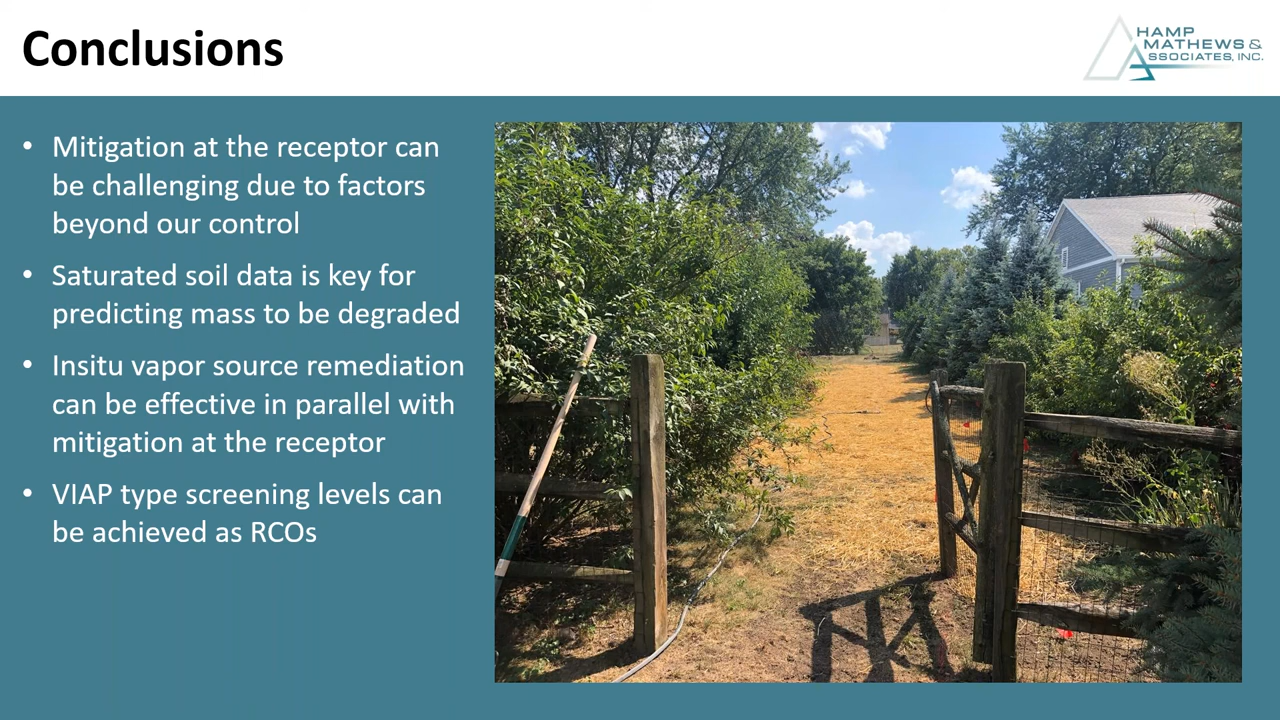 Conclusions
HAMP
MATHEWS &
SSOCIATES, INC.
• Mitigation at the receptor can
be challenging due to factors
beyond our control
• Saturated soil data is key for
predicting mass to be degraded
• Insitu vapor source remediation
can be effective in parallel with
mitigation at the receptor
• VIAP type screening levels can
be achieved as RCOs